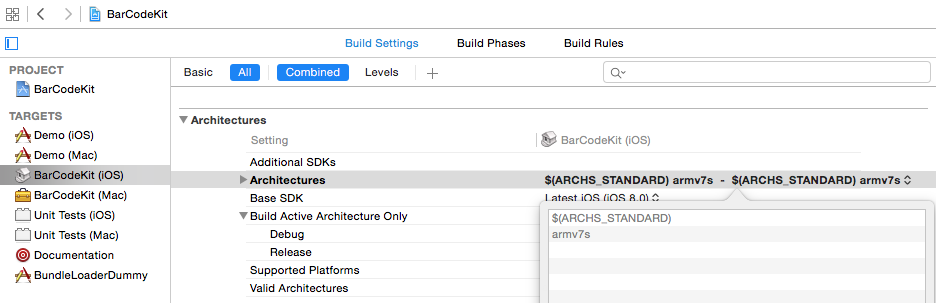 BarCodeKit
Build Settings Build Phases Build Rules
PROJECT
BarCodeKit
TARGETS
Demo (iOS)
Demo (Mac)
BarCodeKit (iOS)
BarCodeKit (Mac)
Unit Tests (iOS)
Unit Tests (Mac)
Documentation
BundleLoaderDummy
Basic All Combined Levels +
Architectures
Setting BarCodeKit (iOS)
Additional SDKs
Architectures $(ARCHS_STANDARD) armv7s - $(ARCHS_STANDARD) armv7s
Base SDK Latest iOS (iOS 8.0)
Build Active Architecture Only
Debug
Release
Supported Platforms
Valid Architectures
$(ARCHS_STANDARD)
armv7s